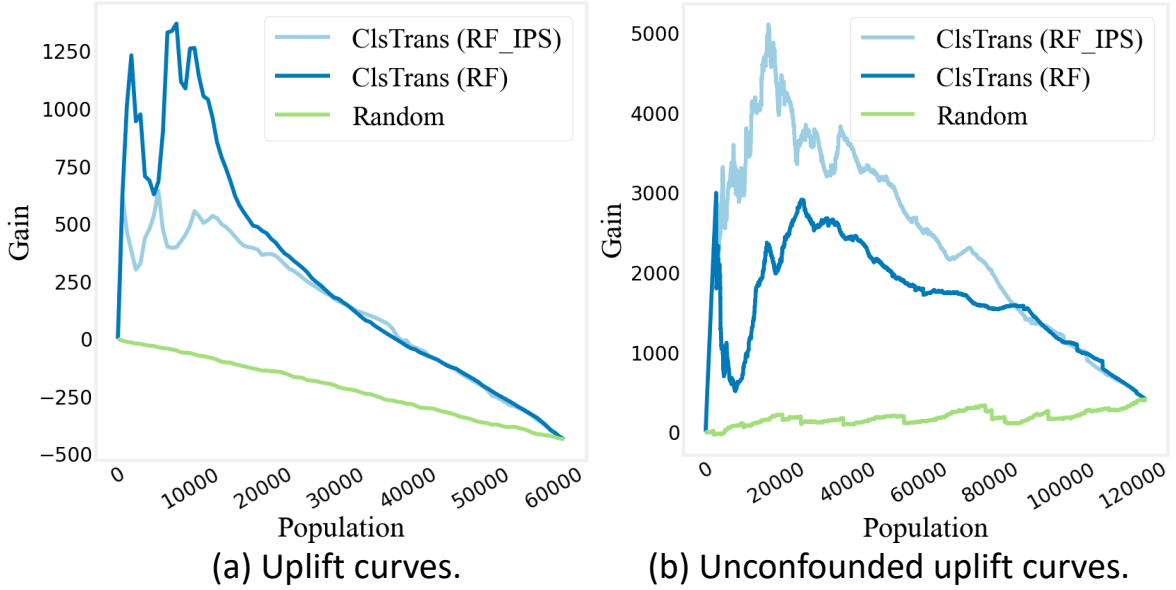 ClsTrans (RF_IPS)
ClsTrans (RF)
Random
1250
1000
750
500
250
0
−250
−500
Gain
0
10000
20000
30000
40000
50000
60000
Population
(a) Uplift curves.
ClsTrans (RF_IPS)
ClsTrans (RF)
Random
5000
4000
3000
2000
1000
0
Gain
0
20000
40000
60000
80000
100000
120000
Population
(b) Unconfounded uplift curves.